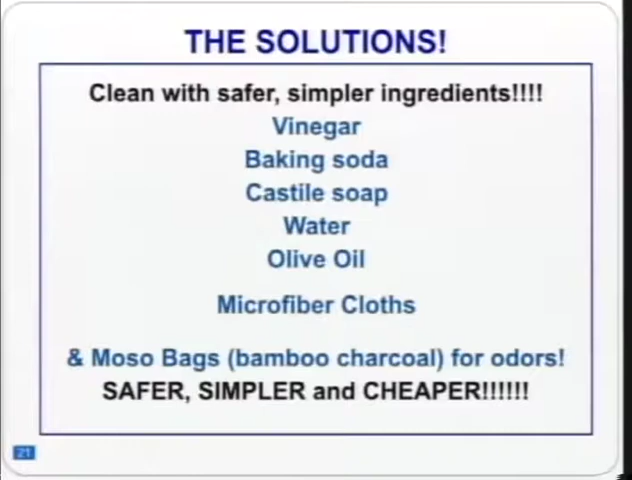 THE SOLUTIONS!
Clean with safer, simpler ingredients!!!!
Vinegar
Baking soda
Castile soap
Water
Olive Oil
Microfiber Cloths
& Moso Bags (bamboo charcoal) for odors!
SAFER, SIMPLER and CHEAPER!!!!!!
21